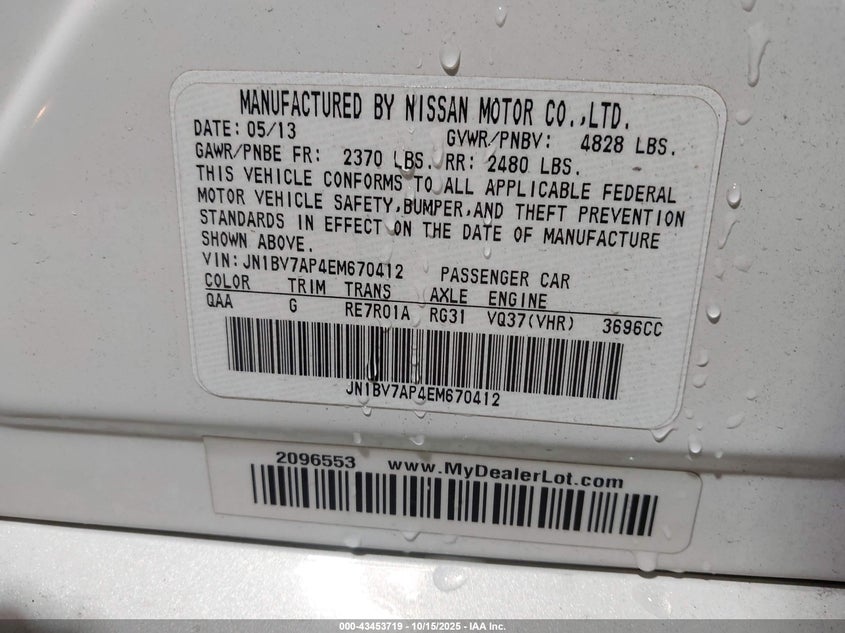 MANUFACTURED BY NISSAN MOTOR CO.,LTD.
DATE: 05/13 GVWR/PNBV: 4828 LBS.
GAWR/PNBE FR: 2370 LBS. RR: 2480 LBS.
THIS VEHICLE CONFORMS TO ALL APPLICABLE FEDERAL
MOTOR VEHICLE SAFETY,BUMPER,AND THEFT PREVENTION
STANDARDS IN EFFECT ON THE DATE OF MANUFACTURE
SHOWN ABOVE.
VIN:JN1BV7AP4EM670412 PASSENGER CAR
COLOR TRIM TRANS AXLE ENGINE
QAA G RE7R01A RG31 VQ37(VHR) 3696CC
JN1BV7AP4EM670412
2096553 www.MyDealerLot.com
000-43453719 - 10/15/2025 - IAA Inc.